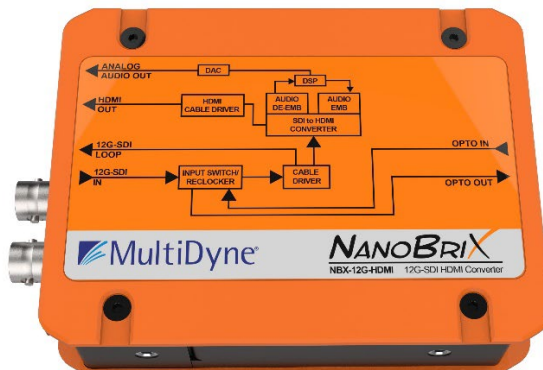 ANALOG
AUDIO OUT
DAC
DSP
HDMI
OUT
HDMI
CABLE DRIVER
AUDIO
DE-EMB
AUDIO
EMB
SDI to HDMI
CONVERTER
12G-SDI
LOOP
OPTO IN
12G-SDI
IN
INPUT SWITCH/
RECLOCKER
CABLE
DRIVER
OPTO OUT
MultiDyne®
NANOBRIX
NBX-12G-HDMI 12G-SDI HDMI Converter